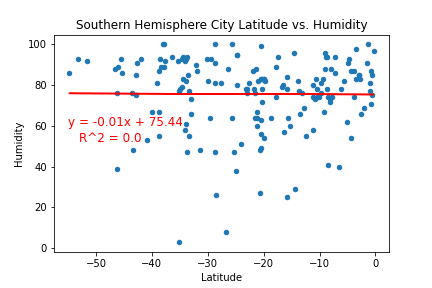 Southern Hemisphere City Latitude vs. Humidity
100
80
60
40
20
0
Humidity
y = -0.01x + 75.44
R^2 = 0.0
−50
−40
−30
−20
−10
0
Latitude